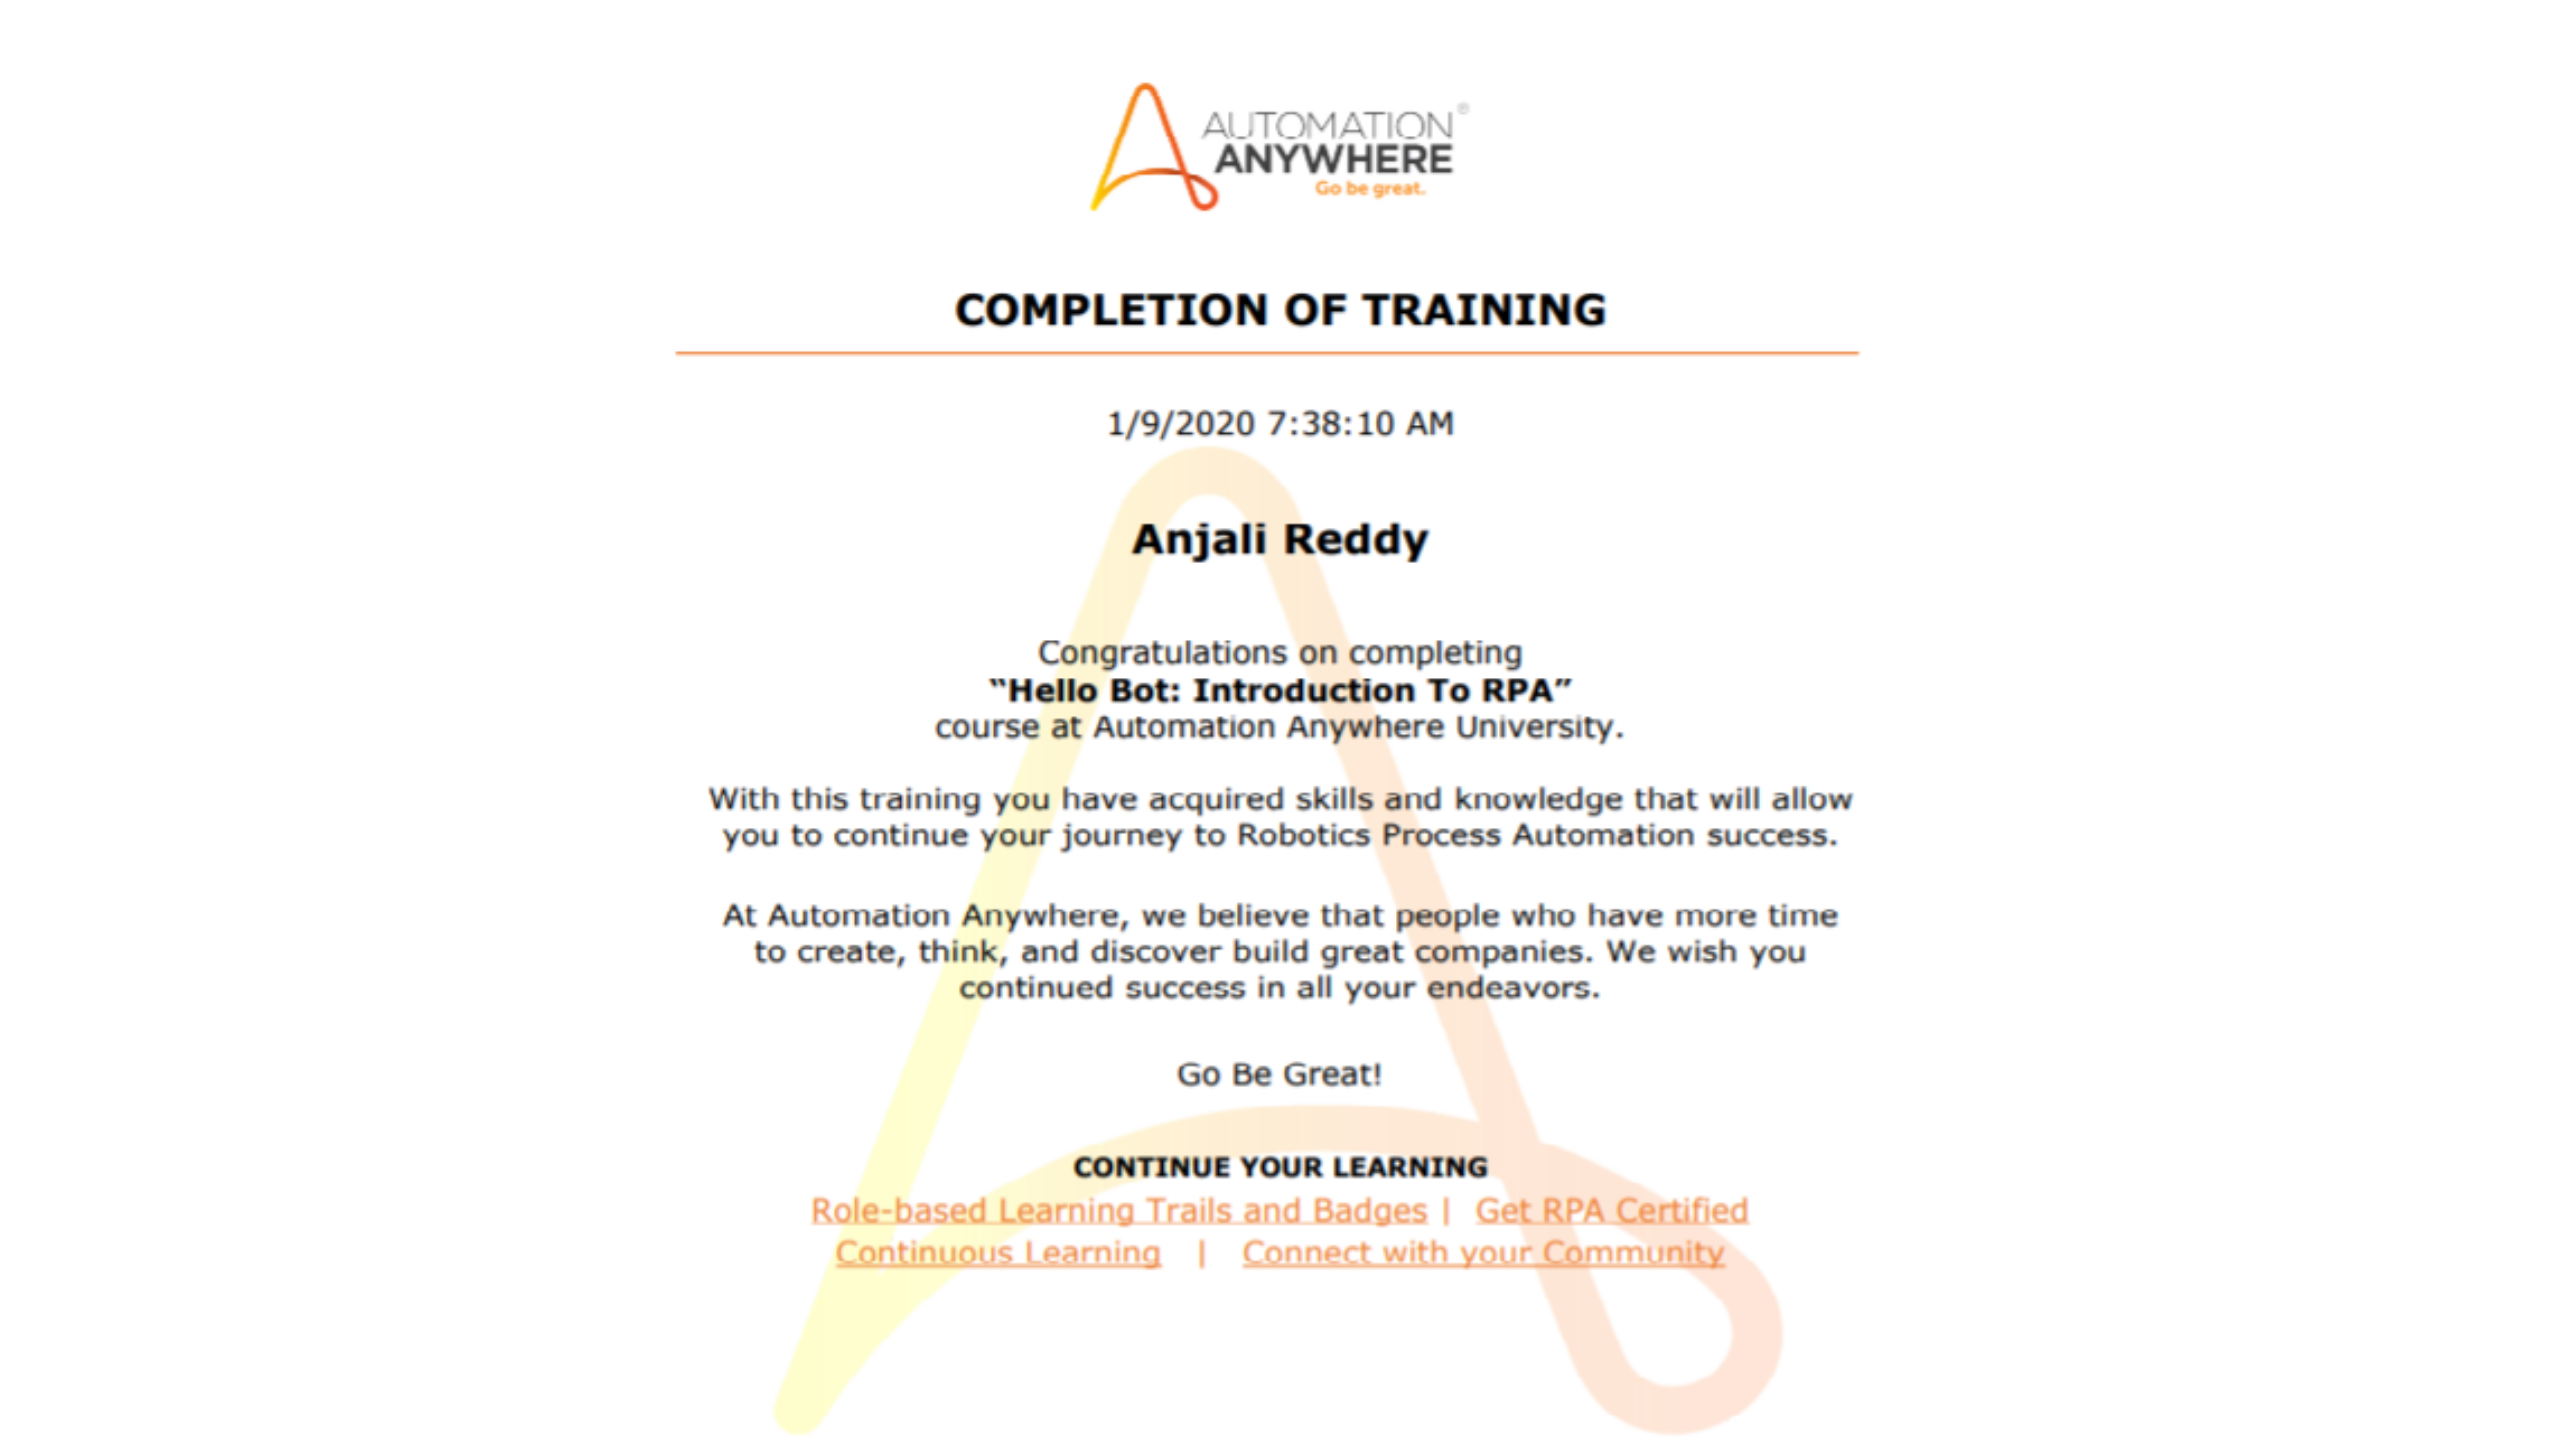 AUTOMATION®
ANYWHERE
Go be great.
COMPLETION OF TRAINING
1/9/2020 7:38:10 AM
Anjali Reddy
Congratulations on completing
“Hello Bot: Introduction To RPA”
course at Automation Anywhere University.
With this training you have acquired skills and knowledge that will allow
you to continue your journey to Robotics Process Automation success.
At Automation Anywhere, we believe that people who have more time
to create, think, and discover build great companies. We wish you
continued success in all your endeavors.
Go Be Great!
CONTINUE YOUR LEARNING
Role-based Learning Trails and Badges | Get RPA Certified
Continuous Learning | Connect with your Community